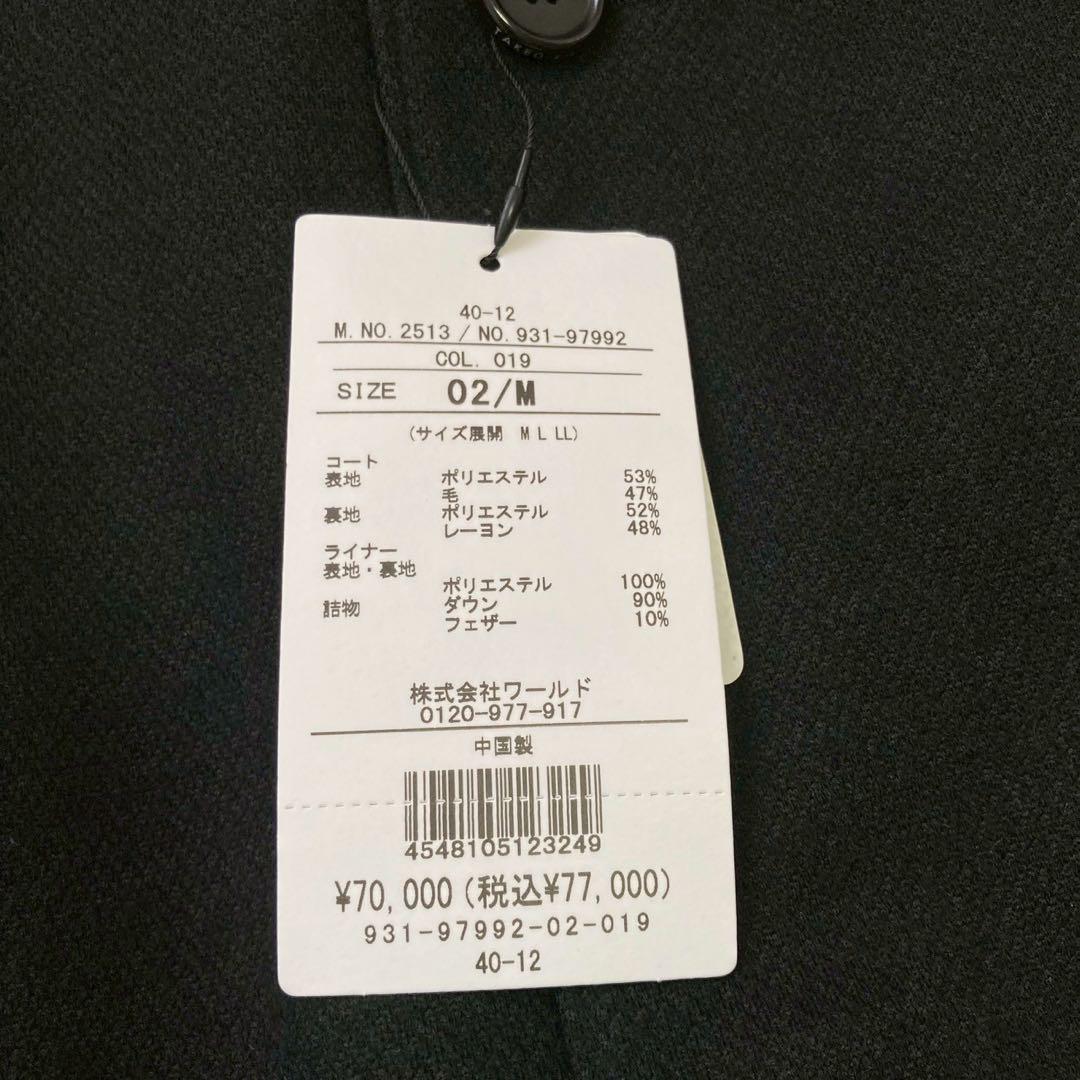 TAKEO
40-12
M. NO. 2513 / NO. 931-97992
COL. 019
SIZE 02/M
(サイズ展開 M L LL)
コート
表地 ポリエステル 53%
毛 47%
裏地 ポリエステル 52%
レーヨン 48%
ライナー
表地・裏地
ポリエステル 100%
詰物 ダウン 90%
フェザー 10%
株式会社ワールド
0120-977-917
中国製
4548105123249
¥70,000(税込¥77,000)
931-97992-02-019
40-12